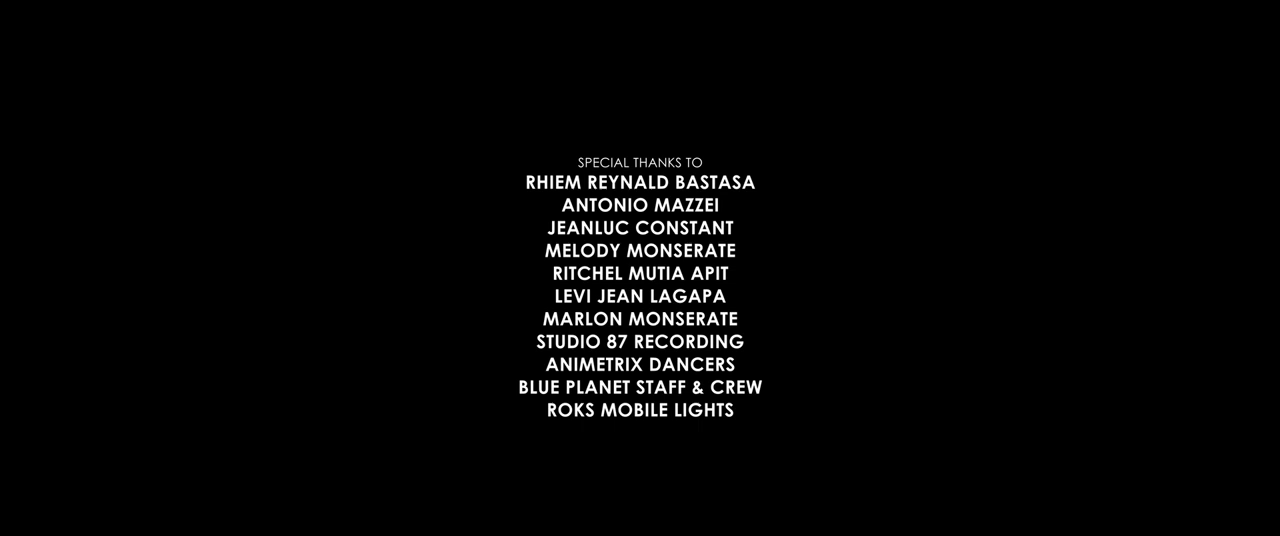 SPECIAL THANKS TO
RHIEM REYNALD BASTASA
ANTONIO MAZZEI
JEANLUC CONSTANT
MELODY MONSERATE
RITCHEL MUTIA APIT
LEVI JEAN LAGAPA
MARLON MONSERATE
STUDIO 87 RECORDING
ANIMETRIX DANCERS
BLUE PLANET STAFF & CREW
ROKS MOBILE LIGHTS